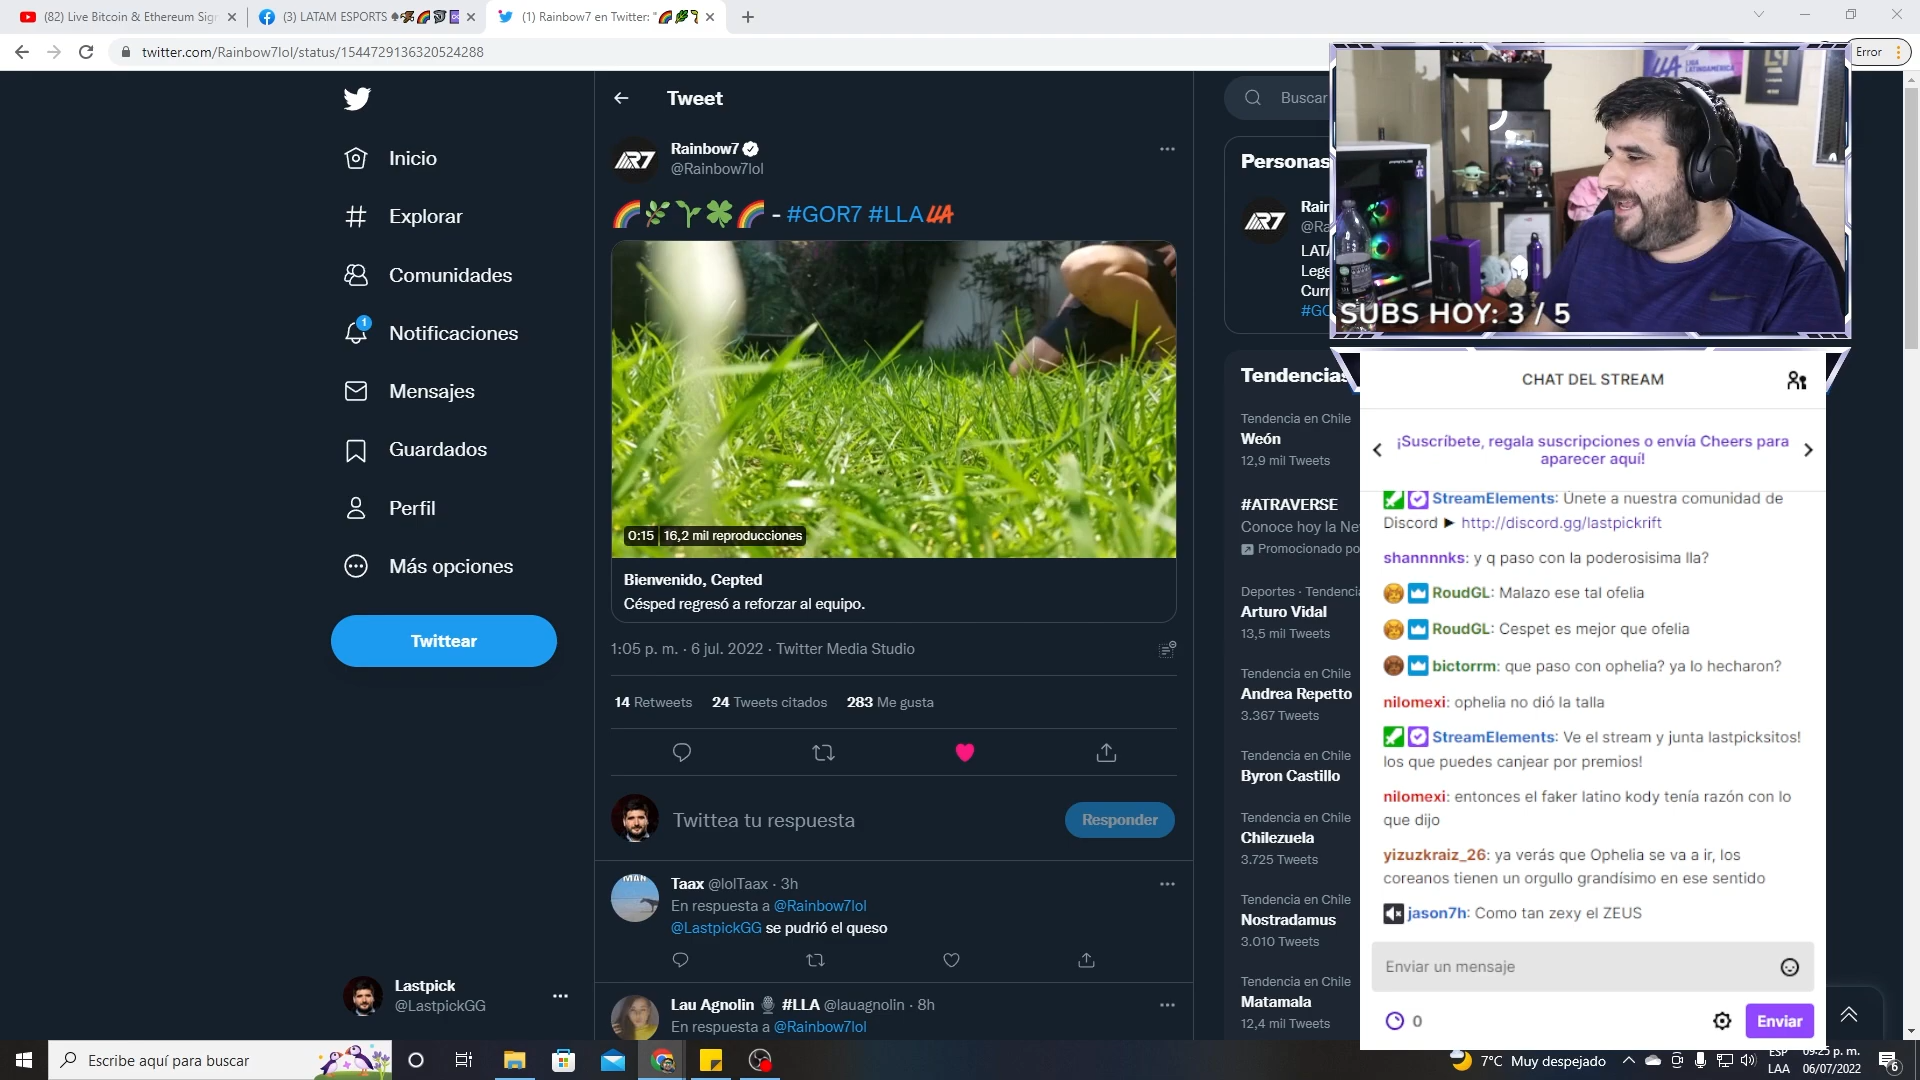 (82) Live Bitcoin & Ethereum Sig
(3) LATAM ESPORTS
(1) Rainbow7 en Twitter: "
twitter.com/Rainbow7lol/status/1544729136320524288
Error
Inicio
Explorar
Comunidades
1
Notificaciones
Mensajes
Guardados
Perfil
Más opciones
Twittear
Lastpick
@LastpickGG
Tweet
Rainbow7
@Rainbow7lol
🌈🌿🌱🍀🌈 - #GOR7 #LLA
0:15 16,2 mil reproducciones
Bienvenido, Cepted
Césped regresó a reforzar al equipo.
1:05 p. m. · 6 jul. 2022 · Twitter Media Studio
14 Retweets 24 Tweets citados 283 Me gusta
Twittea tu respuesta
Responder
Taax @lolTaax · 3h
En respuesta a @Rainbow7lol
@LastpickGG se pudrió el queso
Lau Agnolin 🎙 #LLA @lauagnolin · 8h
En respuesta a @Rainbow7lol
Buscar
Personas
Rai
@Ra
LATA
Lege
Curr
#GO
Tendencias
Tendencia en Chile
Weón
12,9 mil Tweets
#ATRAVERSE
Conoce hoy la Ne
Promocionado po
Deportes · Tendencia
Arturo Vidal
13,5 mil Tweets
Tendencia en Chile
Andrea Repetto
3.367 Tweets
Tendencia en Chile
Byron Castillo
Tendencia en Chile
Chilezuela
3.725 Tweets
Tendencia en Chile
Nostradamus
3.010 Tweets
Tendencia en Chile
Matamala
12,4 mil Tweets
LIGA LATINOAMÉRICA
SUBS HOY: 3 / 5
CHAT DEL STREAM
¡Suscríbete, regala suscripciones o envía Cheers para
aparecer aquí!
StreamElements: Únete a nuestra comunidad de
Discord ► http://discord.gg/lastpickrift
shannnnks: y q paso con la poderosisima lla?
RoudGL: Malazo ese tal ofelia
RoudGL: Cespet es mejor que ofelia
bictorrm: que paso con ophelia? ya lo hecharon?
nilomexi: ophelia no dió la talla
StreamElements: Ve el stream y junta lastpicksitos!
los que puedes canjear por premios!
nilomexi: entonces el faker latino kody tenía razón con lo
que dijo
yizuzkraiz_26: ya verás que Ophelia se va a ir, los
coreanos tienen un orgullo grandísimo en ese sentido
jason7h: Como tan zexy el ZEUS
Enviar un mensaje
0
Enviar
Escribe aquí para buscar
7°C Muy despejado
ESP
LAA
09:25 p. m.
06/07/2022
6